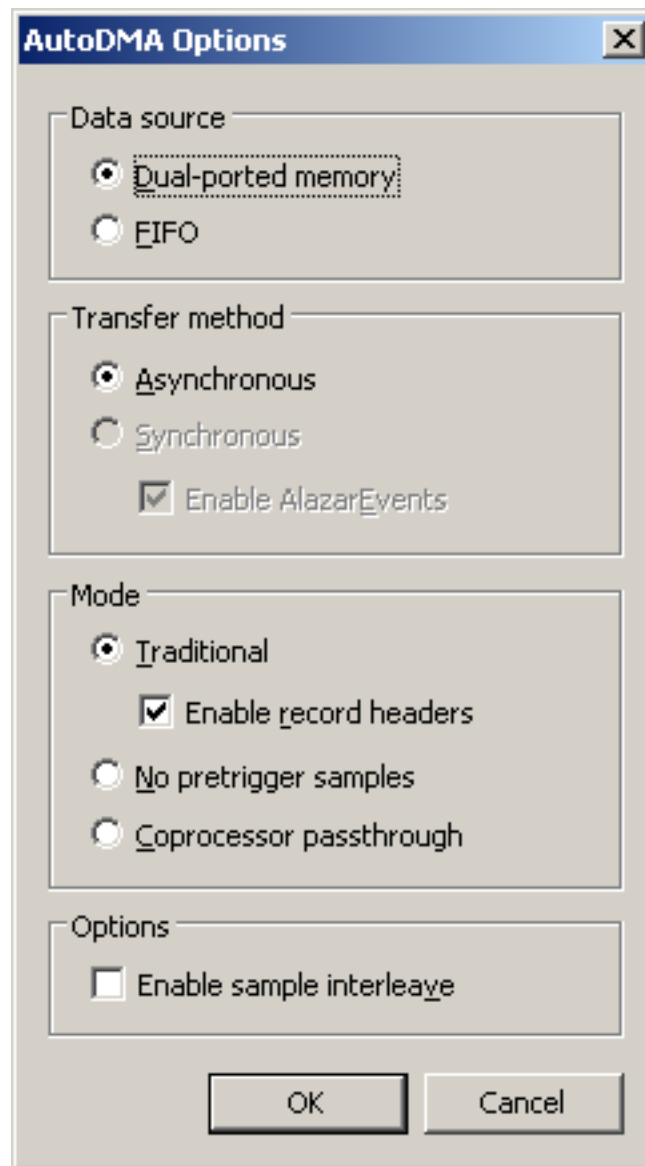 AutoDMA Options
Data source
Dual-ported memory
FIFO
Transfer method
Asynchronous
Synchronous
Enable AlazarEvents
Mode
Traditional
Enable record headers
No pretrigger samples
Coprocessor passthrough
Options
Enable sample interleave
OK
Cancel